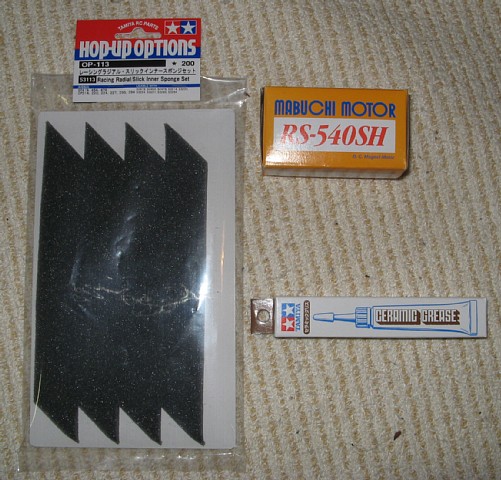 TAMIYA R/C PARTS
HOP-UP OPTIONS
OP-113
★ 200
レーシングラジアル・スリックインナースポンジセット
53113 Racing Radial Slick Inner Sponge Set
MABUCHI MOTOR
RS-540SH
TAMIYA
CERAMIC GREASE